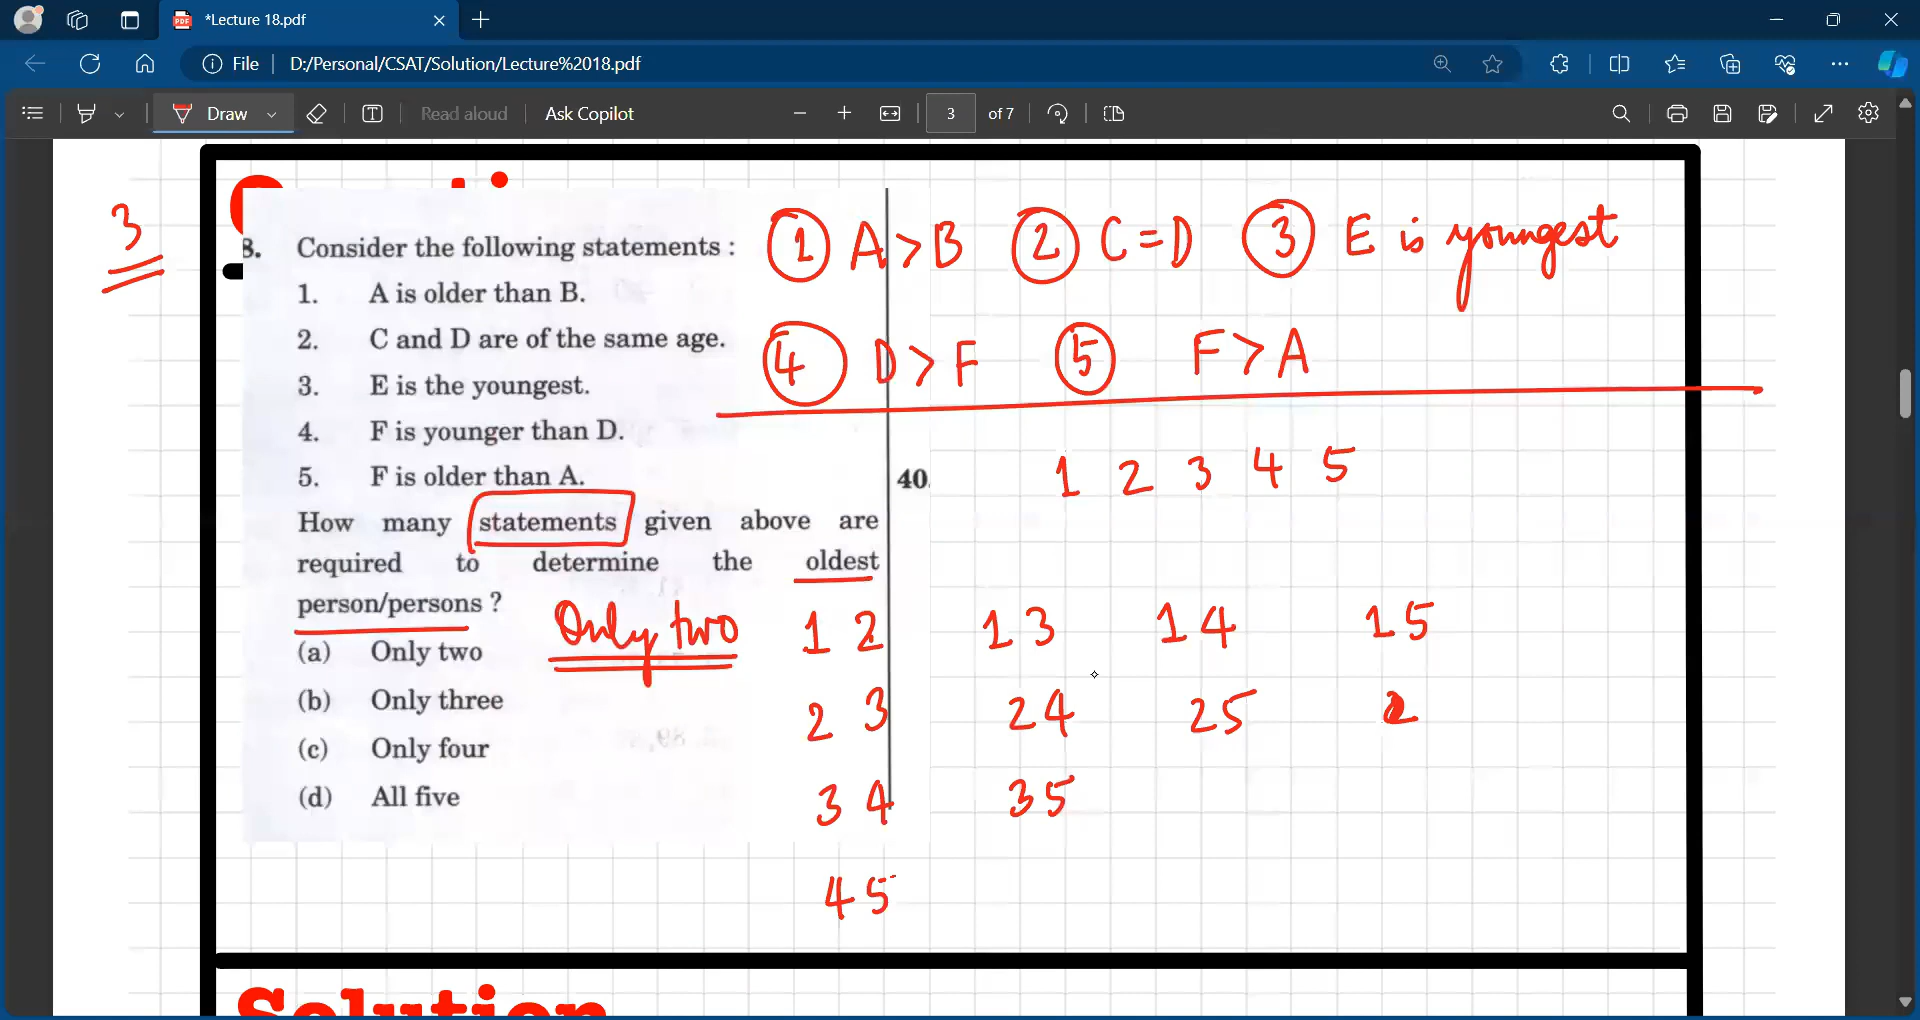 *Lecture 18.pdf
File D:/Personal/CSAT/Solution/Lecture%2018.pdf
Draw Read aloud Ask Copilot 3 of 7
3
8. Consider the following statements :
1. A is older than B.
2. C and D are of the same age.
3. E is the youngest.
4. F is younger than D.
5. F is older than A.
How many statements given above are
required to determine the oldest
person/persons ?
(a) Only two
(b) Only three
(c) Only four
(d) All five
Only two
40.
1 A > B 2 C = D 3 E is youngest
4 D > F 5 F > A
1 2 3 4 5
1 2 1 3 1 4 1 5
2 3 2 4 2 5 2
3 4 3 5
4 5
Solution